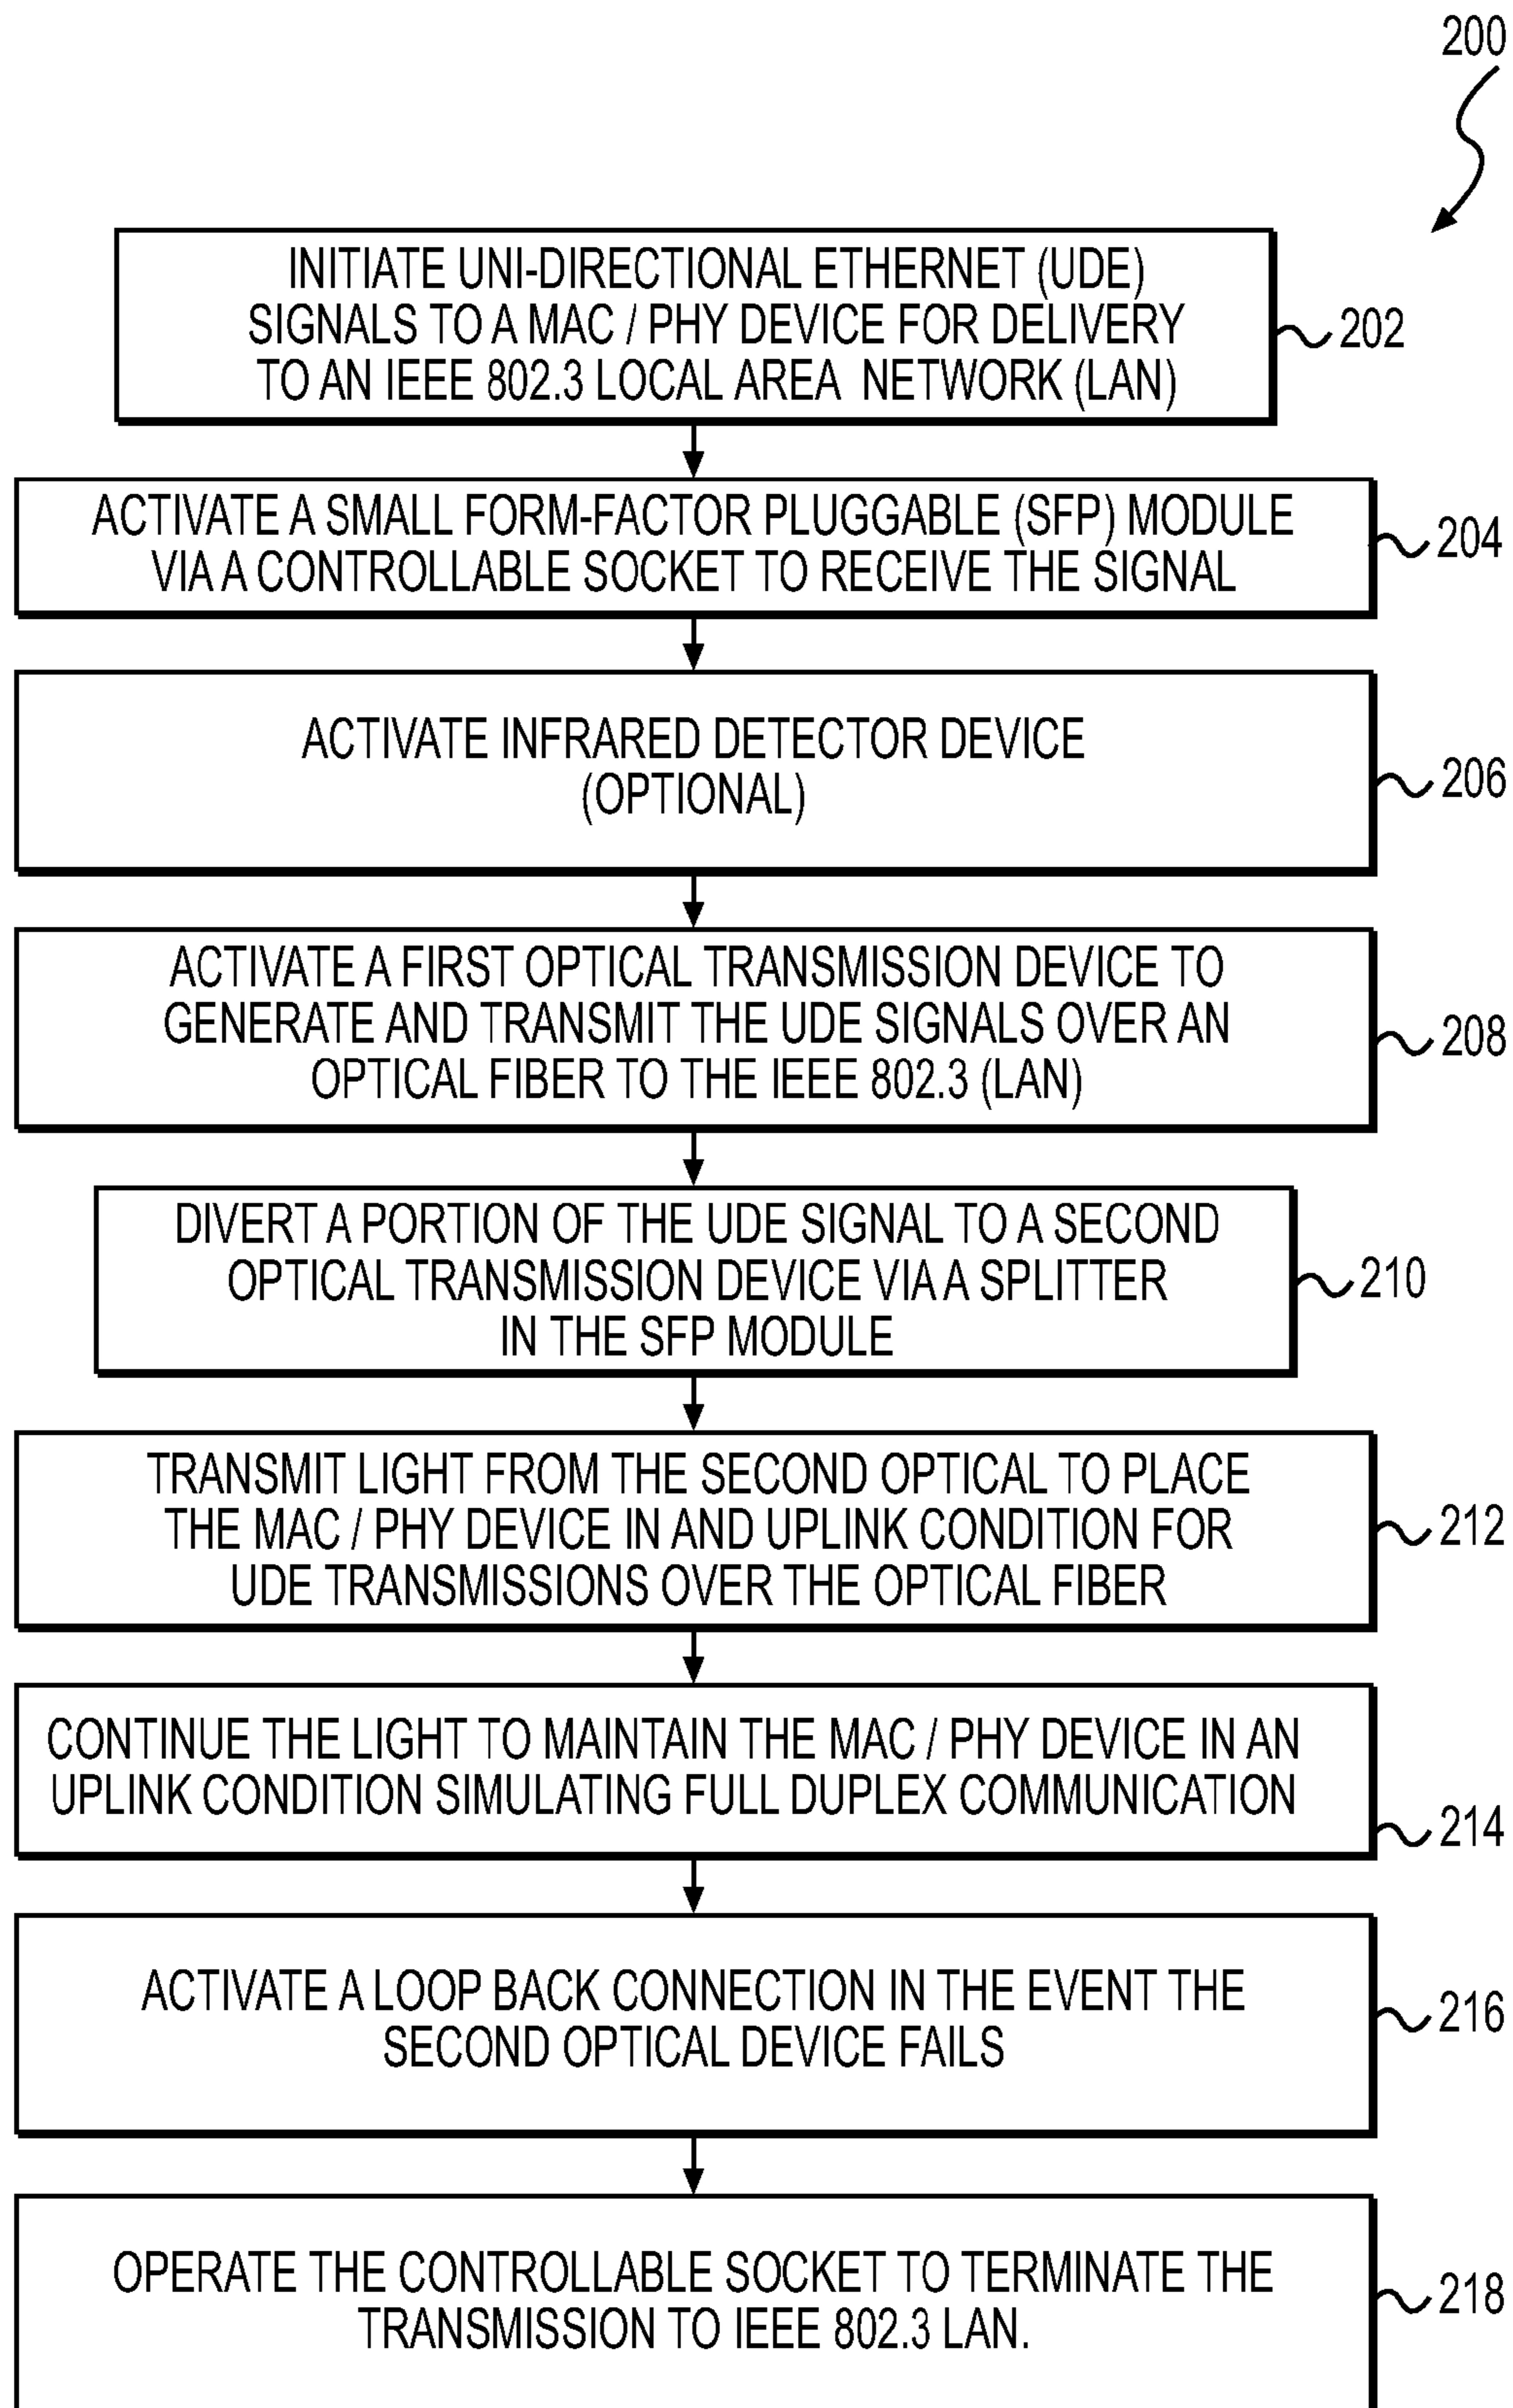 200
INITIATE UNI-DIRECTIONAL ETHERNET (UDE)
SIGNALS TO A MAC / PHY DEVICE FOR DELIVERY
TO AN IEEE 802.3 LOCAL AREA NETWORK (LAN)
202
ACTIVATE A SMALL FORM-FACTOR PLUGGABLE (SFP) MODULE
VIA A CONTROLLABLE SOCKET TO RECEIVE THE SIGNAL
204
ACTIVATE INFRARED DETECTOR DEVICE
(OPTIONAL)
206
ACTIVATE A FIRST OPTICAL TRANSMISSION DEVICE TO
GENERATE AND TRANSMIT THE UDE SIGNALS OVER AN
OPTICAL FIBER TO THE IEEE 802.3 (LAN)
208
DIVERT A PORTION OF THE UDE SIGNAL TO A SECOND
OPTICAL TRANSMISSION DEVICE VIA A SPLITTER
IN THE SFP MODULE
210
TRANSMIT LIGHT FROM THE SECOND OPTICAL TO PLACE
THE MAC / PHY DEVICE IN AND UPLINK CONDITION FOR
UDE TRANSMISSIONS OVER THE OPTICAL FIBER
212
CONTINUE THE LIGHT TO MAINTAIN THE MAC / PHY DEVICE IN AN
UPLINK CONDITION SIMULATING FULL DUPLEX COMMUNICATION
214
ACTIVATE A LOOP BACK CONNECTION IN THE EVENT THE
SECOND OPTICAL DEVICE FAILS
216
OPERATE THE CONTROLLABLE SOCKET TO TERMINATE THE
TRANSMISSION TO IEEE 802.3 LAN.
218